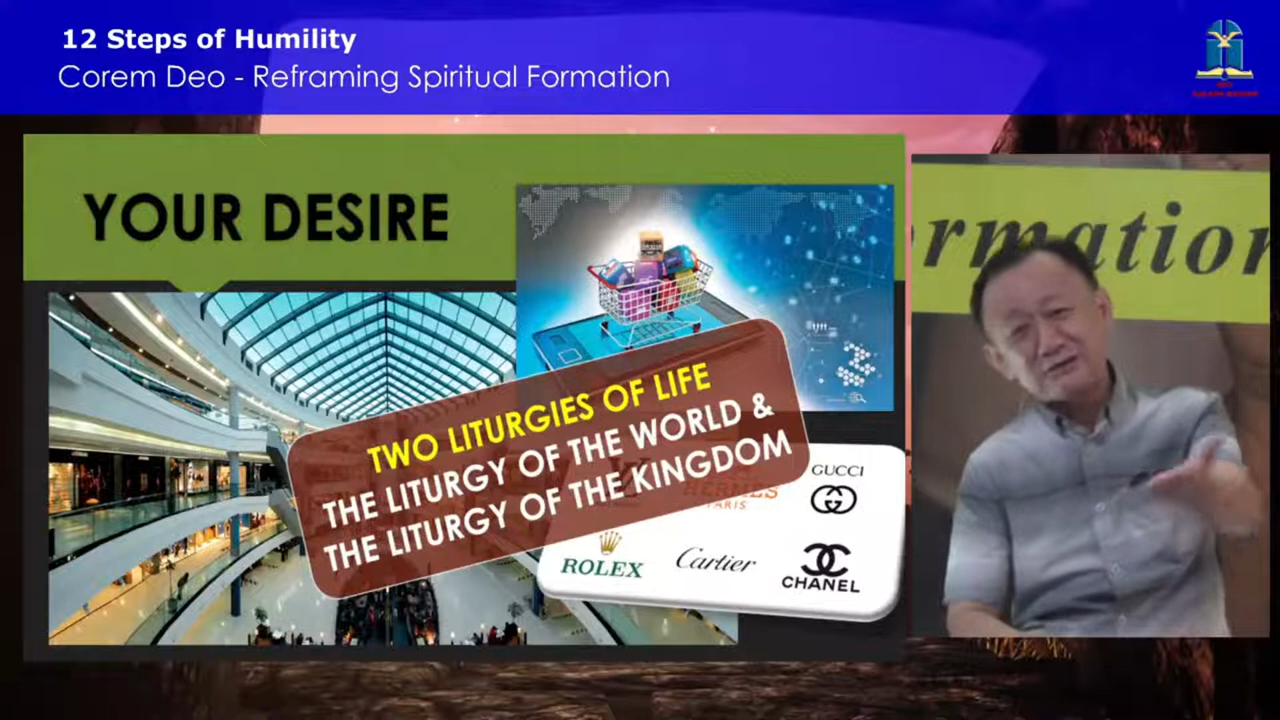 12 Steps of Humility
Corem Deo - Reframing Spiritual Formation
YOUR DESIRE
ormation
TWO LITURGIES OF LIFE
THE LITURGY OF THE WORLD &
THE LITURGY OF THE KINGDOM
HERMES
PARIS
GUCCI
ROLEX
Cartier
CHANEL